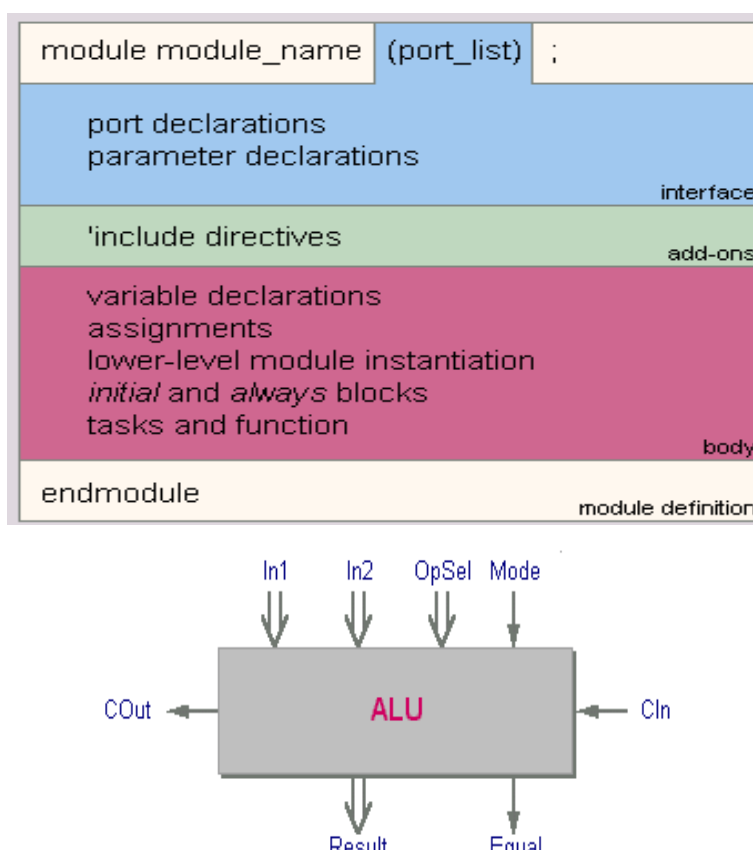 module module_name (port_list) ;
port declarations
parameter declarations
interface
'include directives
add-ons
variable declarations
assignments
lower-level module instantiation
initial and always blocks
tasks and function
body
endmodule
module definition
In1 In2 OpSel Mode
COut ALU CIn
Result Equal